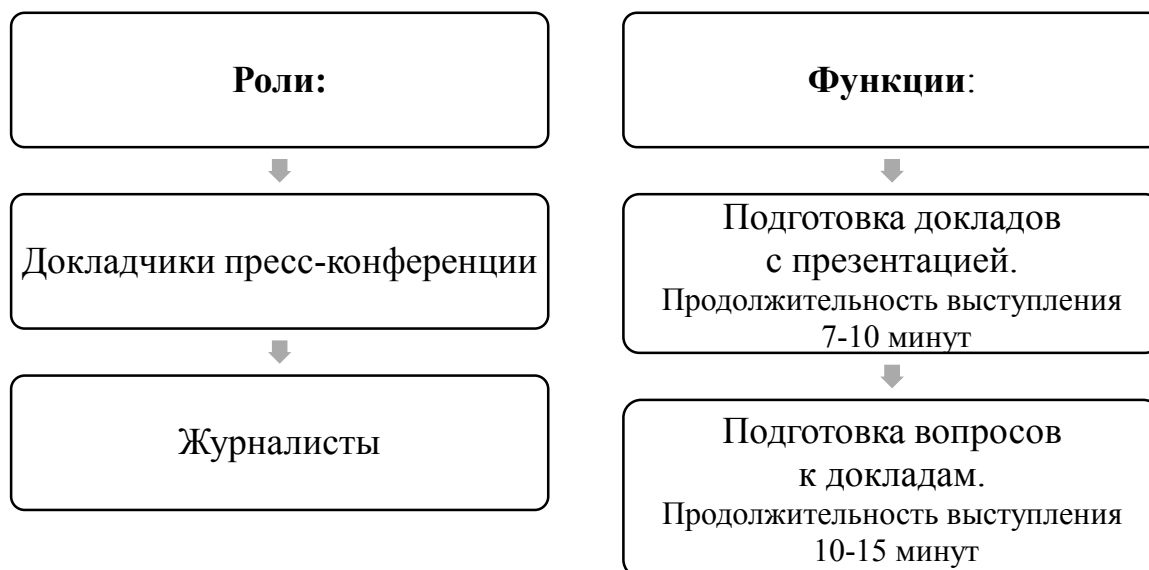 Роли:
Докладчики пресс-конференции
Журналисты
Функции:
Подготовка докладов
с презентацией.
Продолжительность выступления
7-10 минут
Подготовка вопросов
к докладам.
Продолжительность выступления
10-15 минут